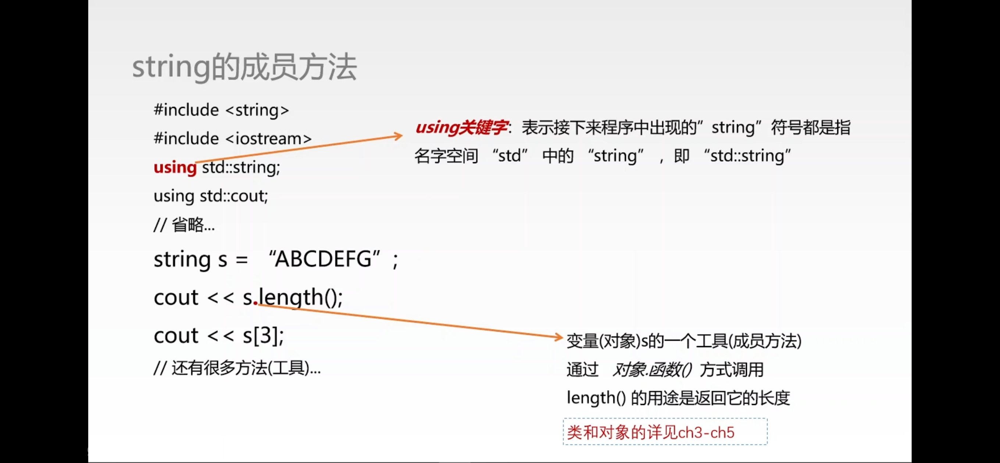 string的成员方法
#include <string>
#include <iostream>
using关键字：表示接下来程序中出现的”string”符号都是指
名字空间 “std” 中的 “string” ，即 “std::string”
using std::string;
using std::cout;
// 省略...
string s = “ABCDEFG” ;
cout << s.length();
cout << s[3];
变量(对象)s的一个工具(成员方法)
// 还有很多方法(工具)...
通过 对象.函数() 方式调用
length() 的用途是返回它的长度
类和对象的详见ch3-ch5